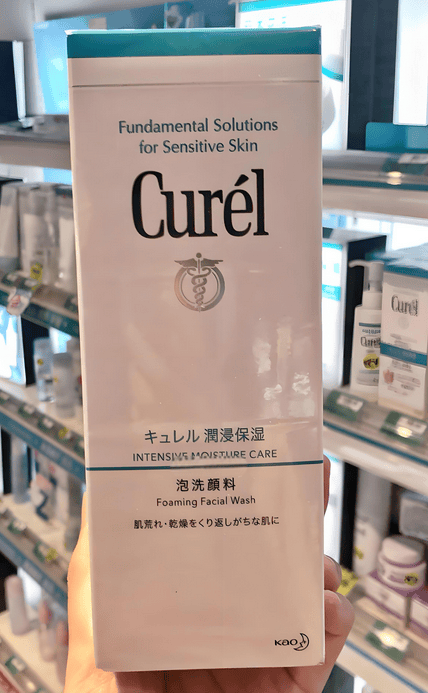 Fundamental Solutions
for Sensitive Skin
Curél
キュレル 潤浸保湿
INTENSIVE MOISTURE CARE
泡洗顔料
Foaming Facial Wash
肌荒れ・乾燥をくり返しがちな肌に
Kao
Curél
Curél